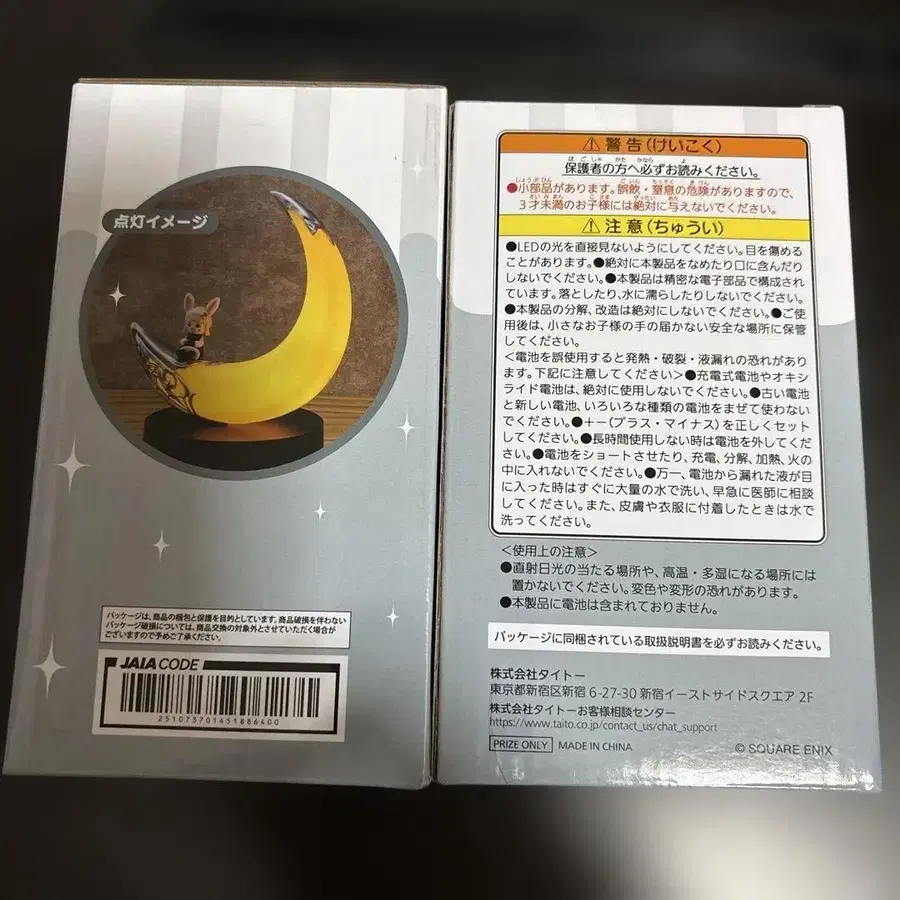 点灯イメージ
パッケージは、商品の梱包と保護を目的としています。商品破損を伴わない
パッケージ破損については、商品交換の対象外とさせていただく場合が
ございますので予めご了承ください。
JAIA CODE
2510737014518864００
⚠警告(けいこく)
保護者の方へ必ずお読みください。
●小部品があります。誤飲・窒息の危険がありますので、
3才未満のお子様には絶対に与えないでください。
⚠注意(ちゅうい)
●LEDの光を直接見ないようにしてください。目を傷める
ことがあります。●絶対に本製品をなめたり口に含んだり
しないでください。●本製品は精密な電子部品で構成され
ています。落としたり、水に濡らしたりしないでください。
●本製品の分解、改造は絶対にしないでください。●ご使
用後は、小さなお子様の手の届かない安全な場所に保管
してください。
<電池を誤使用すると発熱・破裂・液漏れの恐れがあり
ます。下記に注意してください>●充電式電池やオキシ
ライド電池は、絶対に使用しないでください。●古い電池
と新しい電池、いろいろな種類の電池をまぜて使わない
でください。●+-(プラス・マイナス)を正しくセット
してください。●長時間使用しない時は電池を外してくだ
さい。●電池をショートさせたり、充電、分解、加熱、火の
中に入れないでください。●万一、電池から漏れた液が目
に入った時はすぐに大量の水で洗い、早急に医師に相談
してください。また、皮膚や衣服に付着したときは水で
洗ってください。
<使用上の注意>
●直射日光の当たる場所や、高温・多湿になる場所には
置かないでください。変色や変形の恐れがあります。
●本製品に電池は含まれておりません。
パッケージに同梱されている取扱説明書を必ずお読みください。
株式会社タイトー
東京都新宿区新宿 6-27-30 新宿イーストサイドスクエア 2F
株式会社タイトーお客様相談センター
https://www.taito.co.jp/contact_us/chat_support
PRIZE ONLY MADE IN CHINA
© SQUARE ENIX